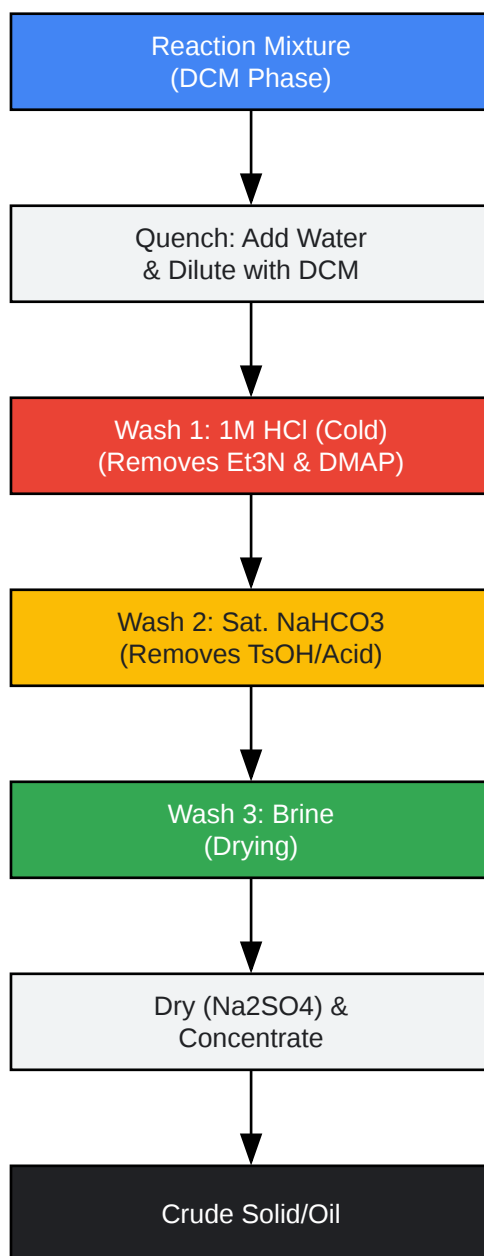 Reaction Mixture
(DCM Phase)
Quench: Add Water
& Dilute with DCM
Wash 1: 1M HCl (Cold)
(Removes Et3N & DMAP)
Wash 2: Sat. NaHCO3
(Removes TsOH/Acid)
Wash 3: Brine
(Drying)
Dry (Na2SO4) &
Concentrate
Crude Solid/Oil